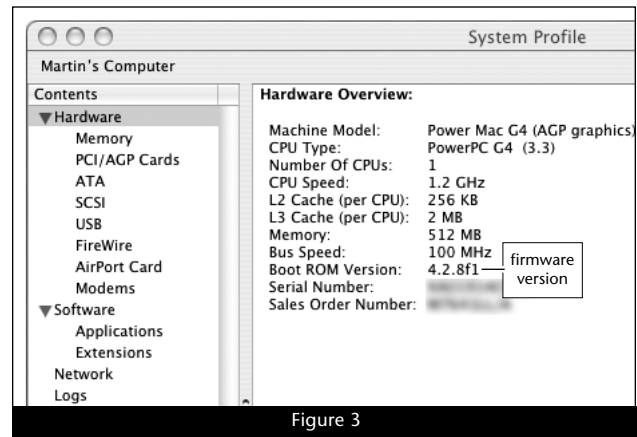 System Profile
Martin's Computer
Contents
Hardware
Memory
PCI/AGP Cards
ATA
SCSI
USB
FireWire
AirPort Card
Modems
Software
Applications
Extensions
Network
Logs
Hardware Overview:
Machine Model: Power Mac G4 (AGP graphics)
CPU Type: PowerPC G4 (3.3)
Number Of CPUs: 1
CPU Speed: 1.2 GHz
L2 Cache (per CPU): 256 KB
L3 Cache (per CPU): 2 MB
Memory: 512 MB
Bus Speed: 100 MHz
Boot ROM Version: 4.2.8f1
Serial Number:
Sales Order Number:
firmware
version
Figure 3